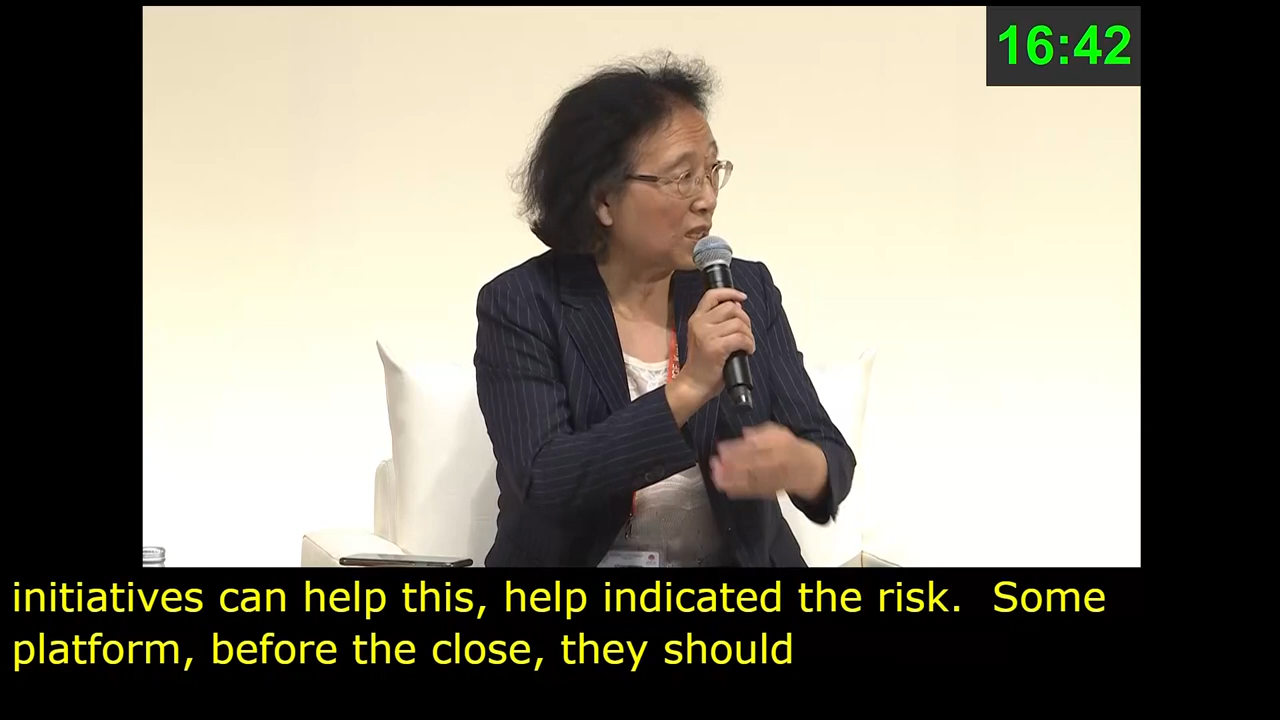 16:42
initiatives can help this, help indicated the risk.  Some
platform, before the close, they should